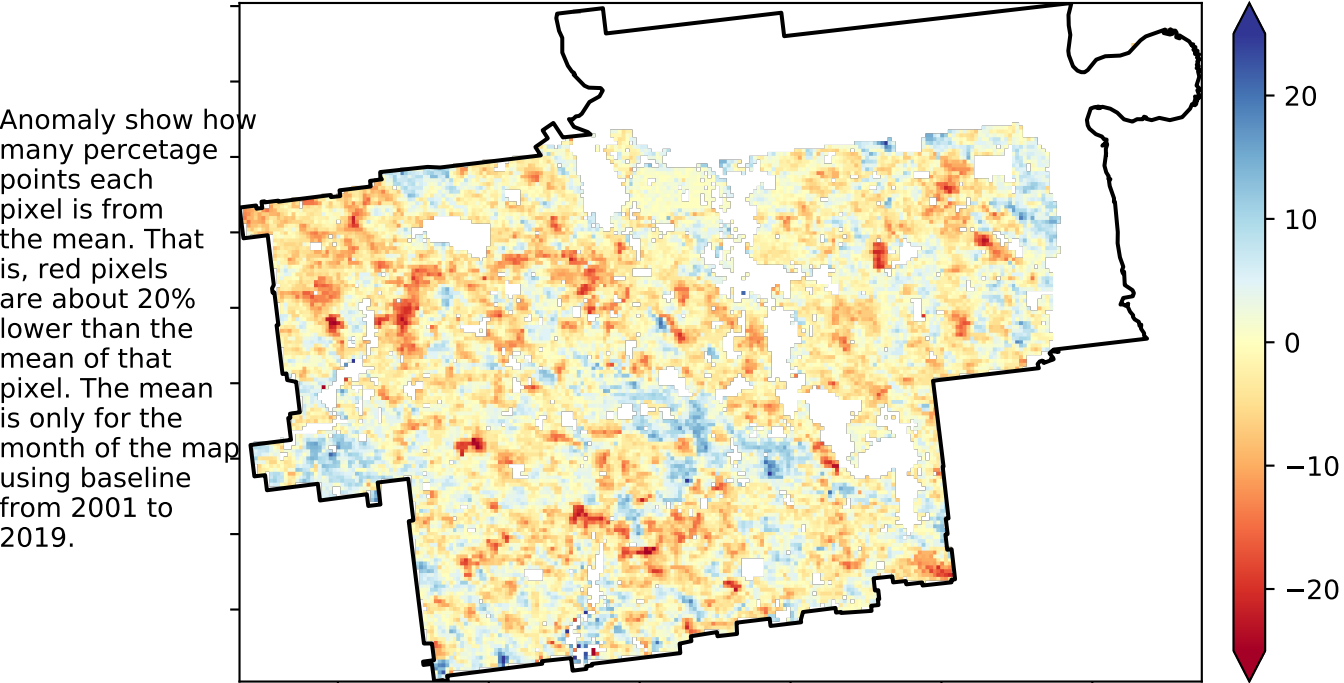 Anomaly show how
many percetage
points each
pixel is from
the mean. That
is, red pixels
are about 20%
lower than the
mean of that
pixel. The mean
is only for the
month of the map
using baseline
from 2001 to
2019.
20
10
0
−10
−20